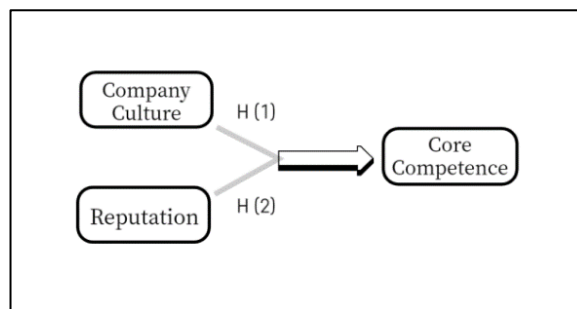 Company
Culture
H (1)
Core
Competence
Reputation
H (2)